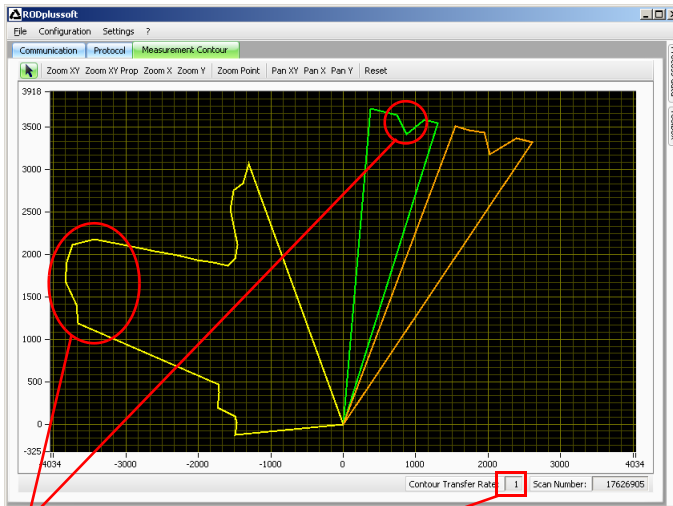 RODplussoft
File Configuration Settings ?
Communication Protocol Measurement Contour
Zoom XY Zoom XY Prop Zoom X Zoom Y Zoom Point Pan XY Pan X Pan Y Reset
3918
3500
3000
2500
2000
1500
1000
500
0
-325
-4034 -3000 -2000 -1000 0 1000 2000 3000 4034
Contour Transfer Rate: 1 Scan Number: 17626905